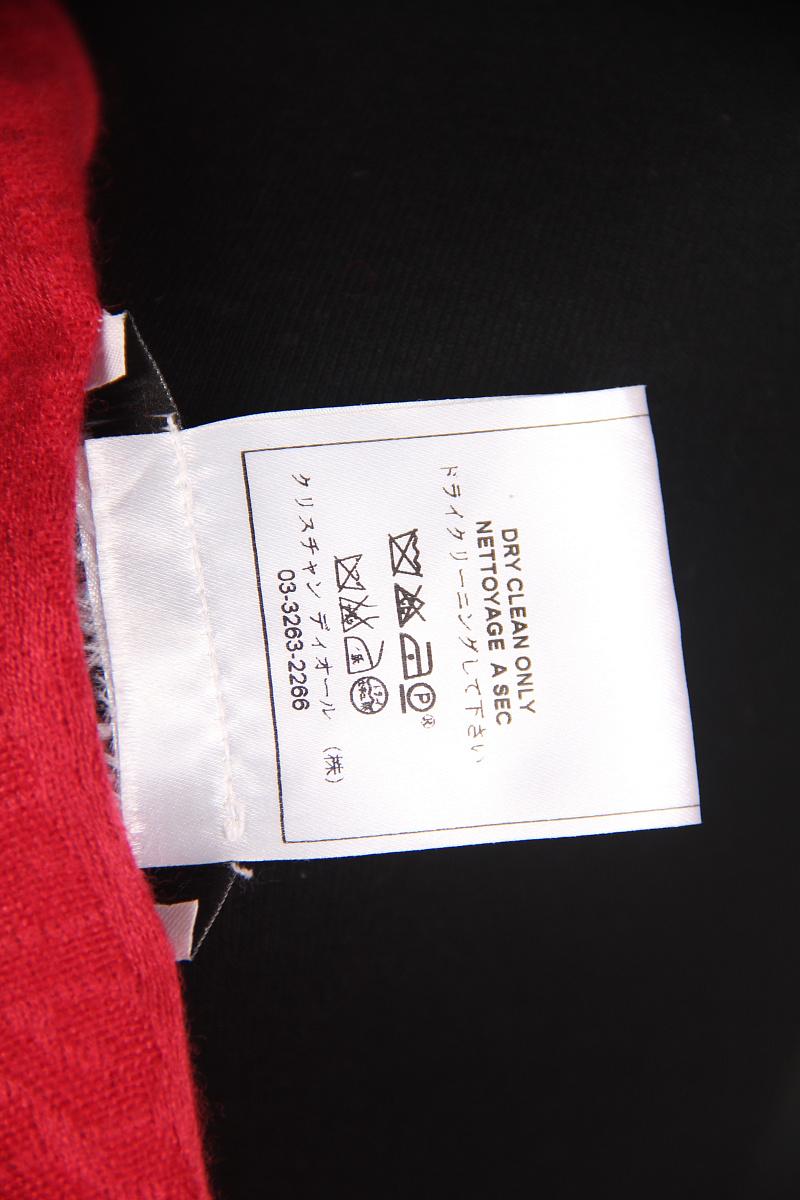 DRY CLEAN ONLY
NETTOYAGE A SEC
ドライクリーニングして下さい
P®
クリスチャン ディオール (株)
03-3263-2266